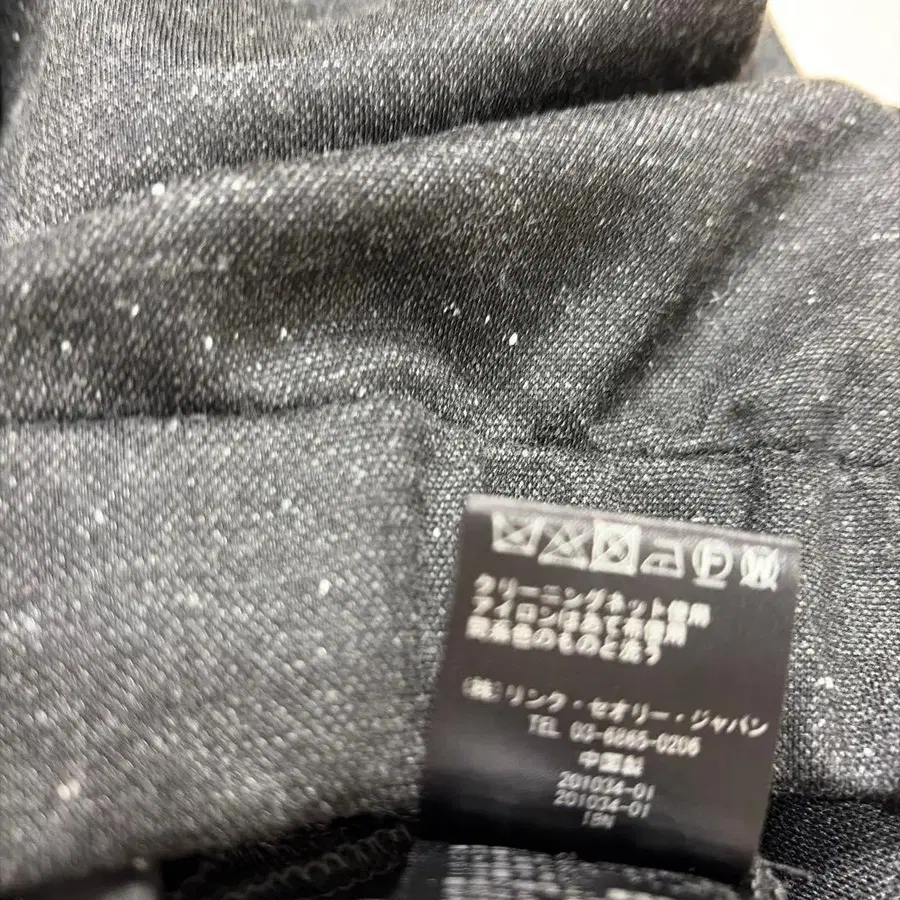 F W
クリーニングネット使用
アイロンはあて布使用
同系色のものと洗う
(株)リンク・セオリー・ジャパン
TEL 03-6865-0206
中国製
201034-01
201034-01